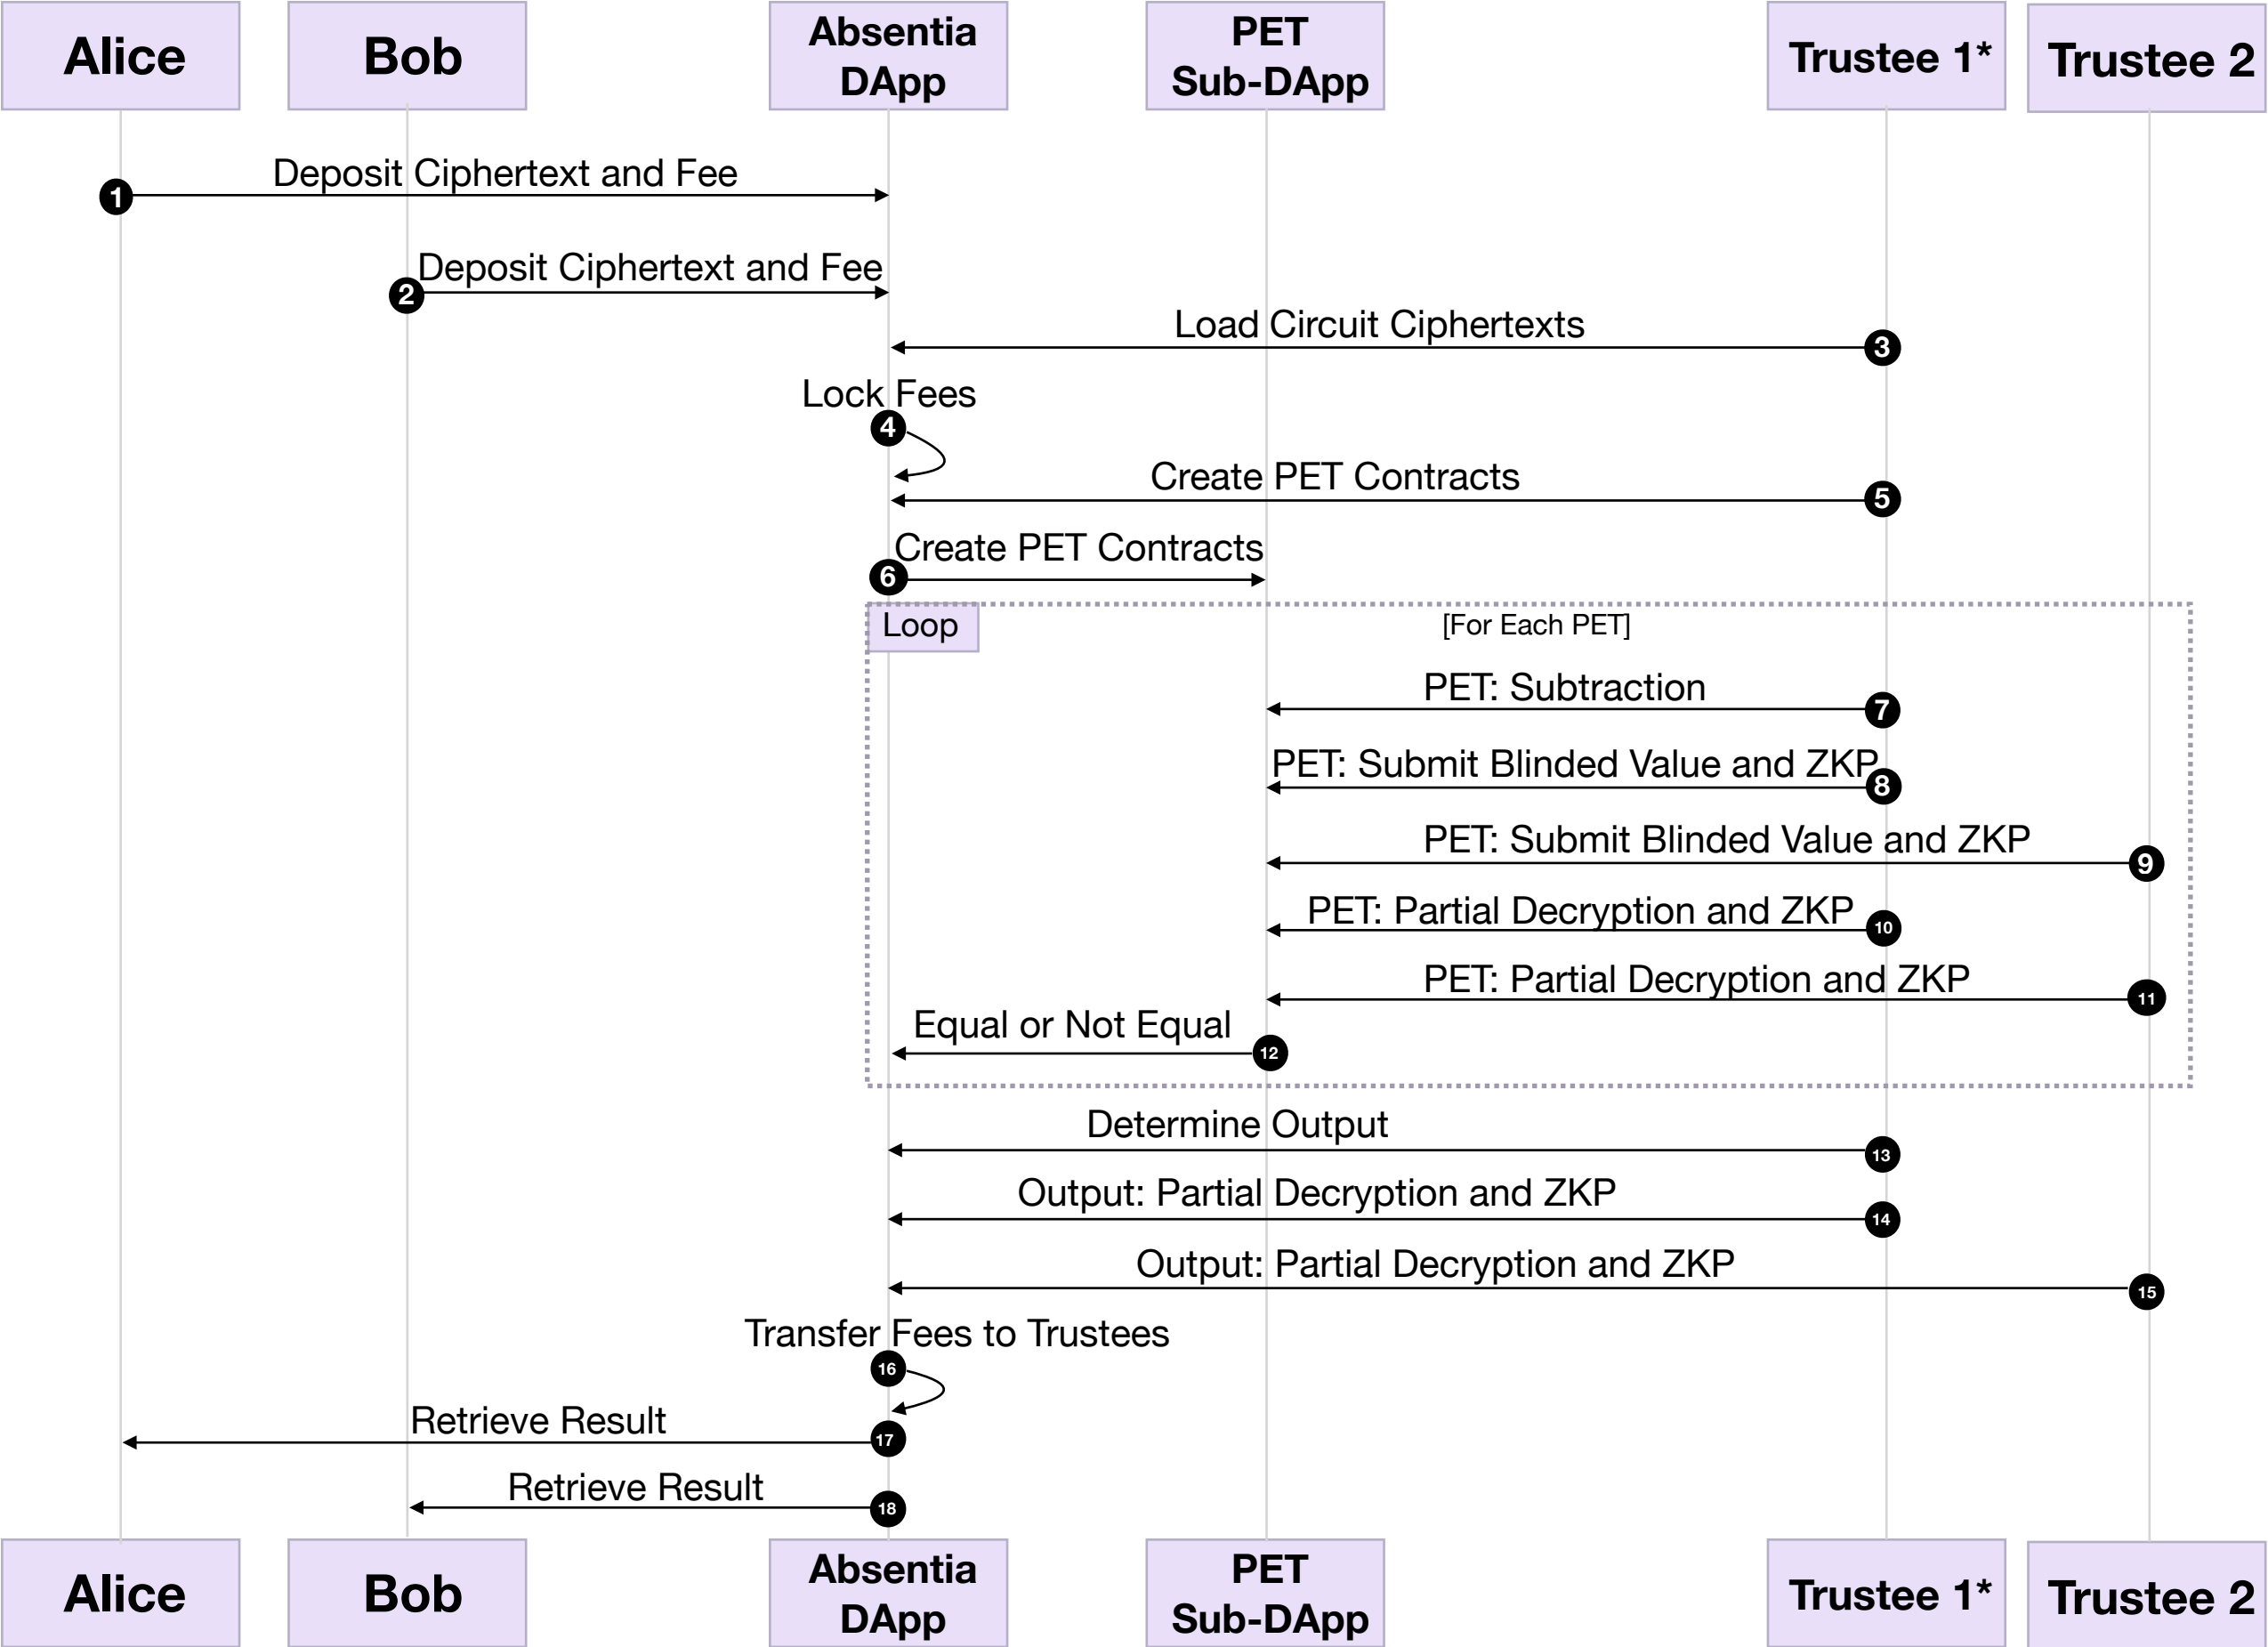 Alice
Bob
Absentia
DApp
PET
Sub-DApp
Trustee 1*
Trustee 2
Deposit Ciphertext and Fee
1
Deposit Ciphertext and Fee
2
Load Circuit Ciphertexts
3
Lock Fees
4
Create PET Contracts
5
Create PET Contracts
6
Loop
[For Each PET]
PET: Subtraction
7
PET: Submit Blinded Value and ZKP
8
PET: Submit Blinded Value and ZKP
9
PET: Partial Decryption and ZKP
10
PET: Partial Decryption and ZKP
11
Equal or Not Equal
12
Determine Output
13
Output: Partial Decryption and ZKP
14
Output: Partial Decryption and ZKP
15
Transfer Fees to Trustees
16
Retrieve Result
17
Retrieve Result
18
Alice
Bob
Absentia
DApp
PET
Sub-DApp
Trustee 1*
Trustee 2